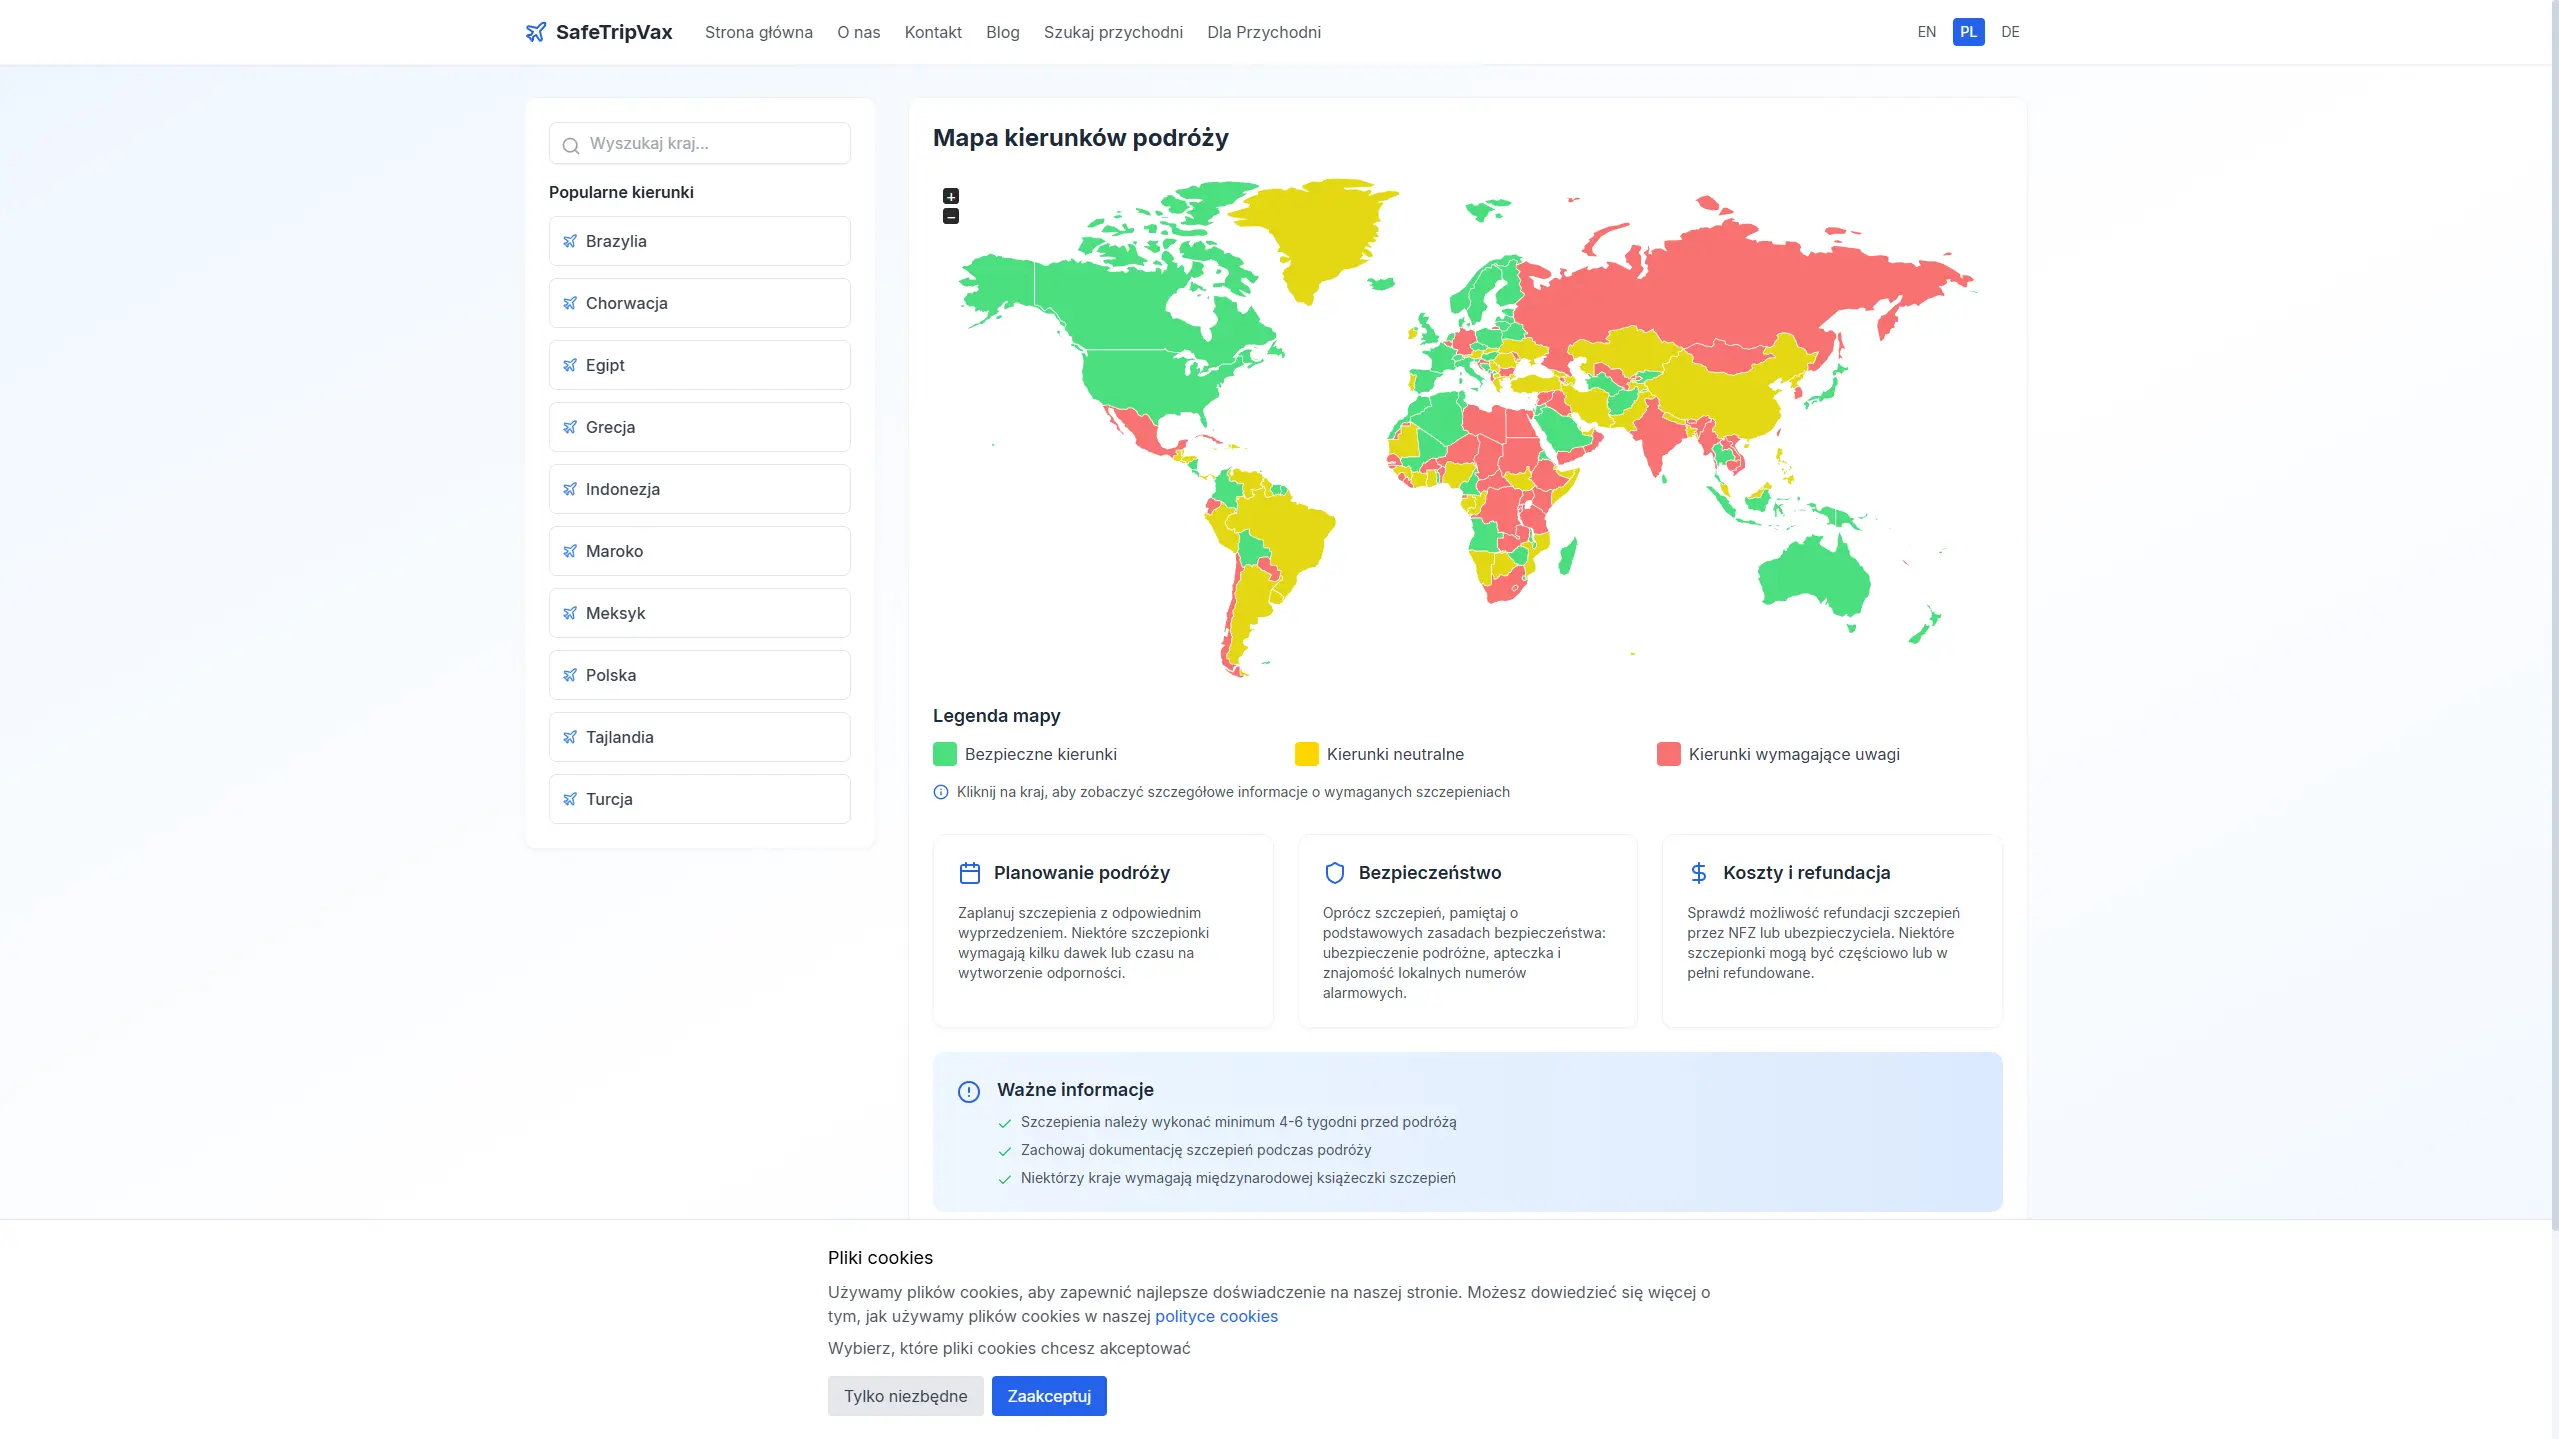 SafeTripVax
Strona główna
O nas
Kontakt
Blog
Szukaj przychodni
Dla Przychodni
EN
PL
DE
Wyszukaj kraj...
Popularne kierunki
Brazylia
Chorwacja
Egipt
Grecja
Indonezja
Maroko
Meksyk
Polska
Tajlandia
Turcja
Mapa kierunków podróży
+
−
Legenda mapy
Bezpieczne kierunki
Kierunki neutralne
Kierunki wymagające uwagi
Kliknij na kraj, aby zobaczyć szczegółowe informacje o wymaganych szczepieniach
Planowanie podróży
Zaplanuj szczepienia z odpowiednim
wyprzedzeniem. Niektóre szczepionki
wymagają kilku dawek lub czasu na
wytworzenie odporności.
Bezpieczeństwo
Oprócz szczepień, pamiętaj o
podstawowych zasadach bezpieczeństwa:
ubezpieczenie podróżne, apteczka i
znajomość lokalnych numerów
alarmowych.
Koszty i refundacja
Sprawdź możliwość refundacji szczepień
przez NFZ lub ubezpieczyciela. Niektóre
szczepionki mogą być częściowo lub w
pełni refundowane.
Ważne informacje
Szczepienia należy wykonać minimum 4-6 tygodni przed podróżą
Zachowaj dokumentację szczepień podczas podróży
Niektórzy kraje wymagają międzynarodowej książeczki szczepień
Pliki cookies
Używamy plików cookies, aby zapewnić najlepsze doświadczenie na naszej stronie. Możesz dowiedzieć się więcej o
tym, jak używamy plików cookies w naszej polityce cookies
Wybierz, które pliki cookies chcesz akceptować
Tylko niezbędne
Zaakceptuj